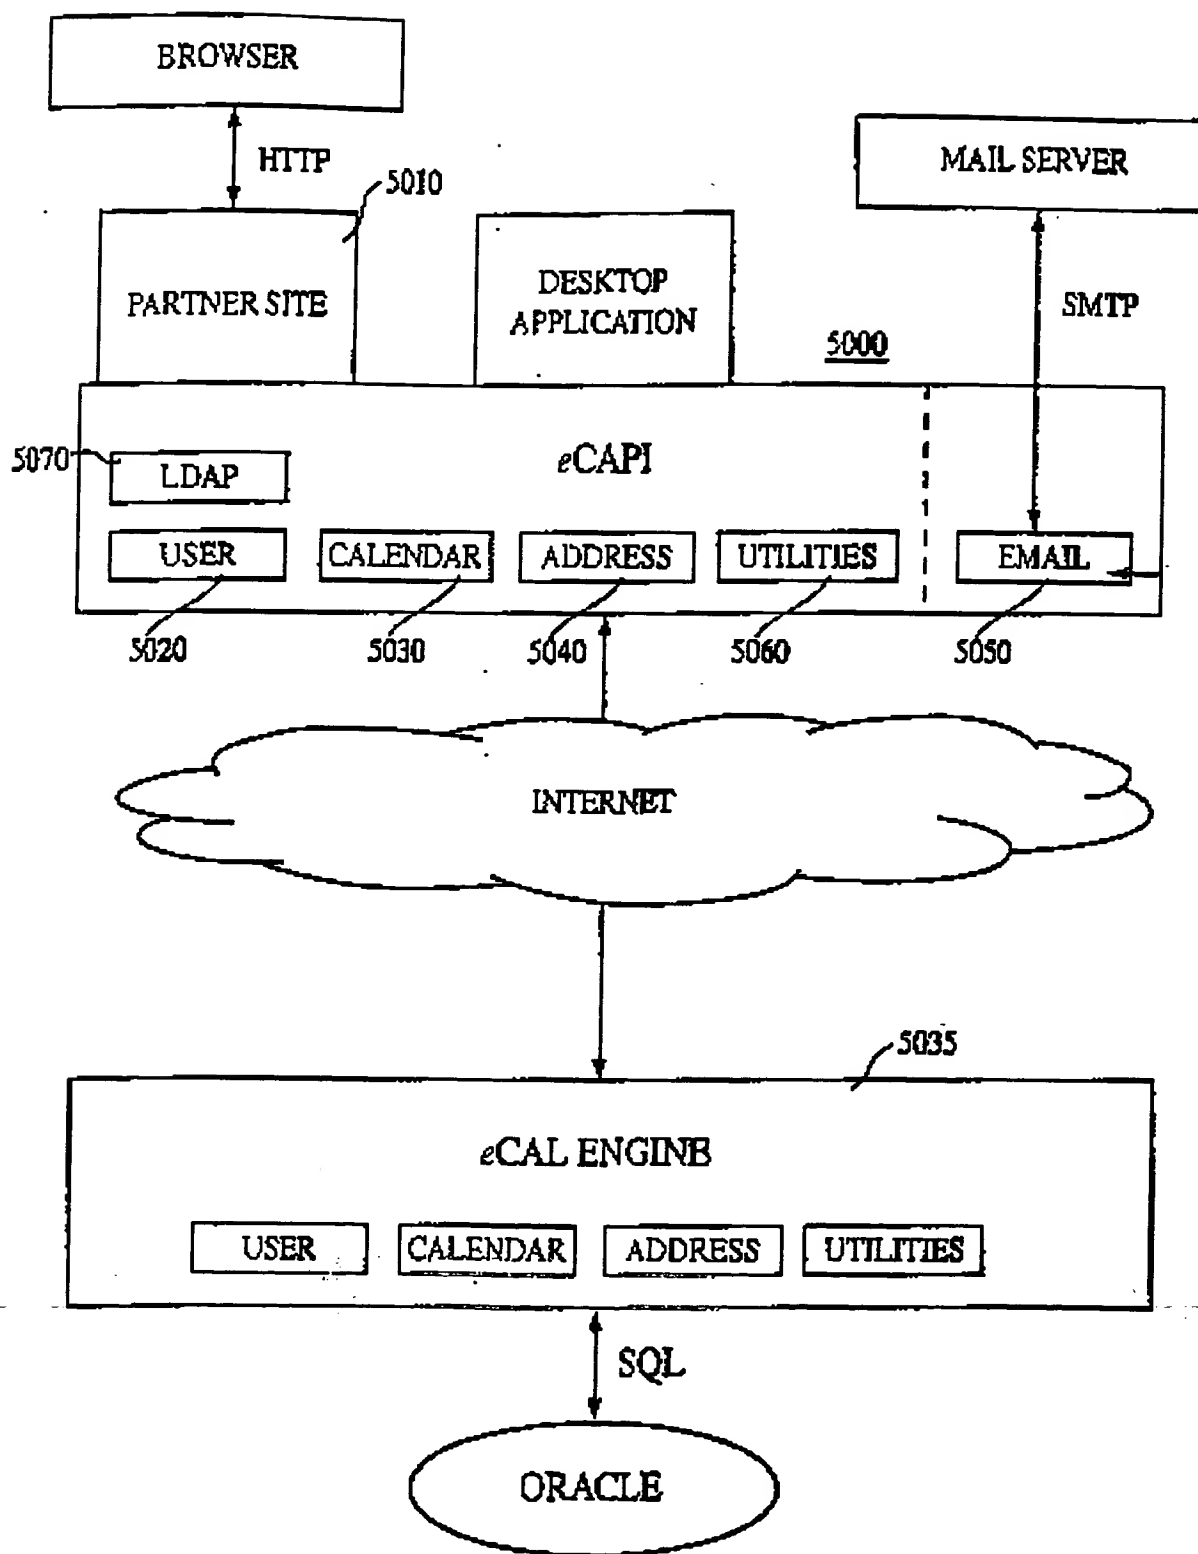 BROWSER
HTTP
MAIL SERVER
5010
PARTNER SITE
DESKTOP
APPLICATION
SMTP
5000
5070
LDAP
eCAPI
USER
CALENDAR
ADDRESS
UTILITIES
EMAIL
5020
5030
5040
5060
5050
INTERNET
5035
eCAL ENGINE
USER
CALENDAR
ADDRESS
UTILITIES
SQL
ORACLE